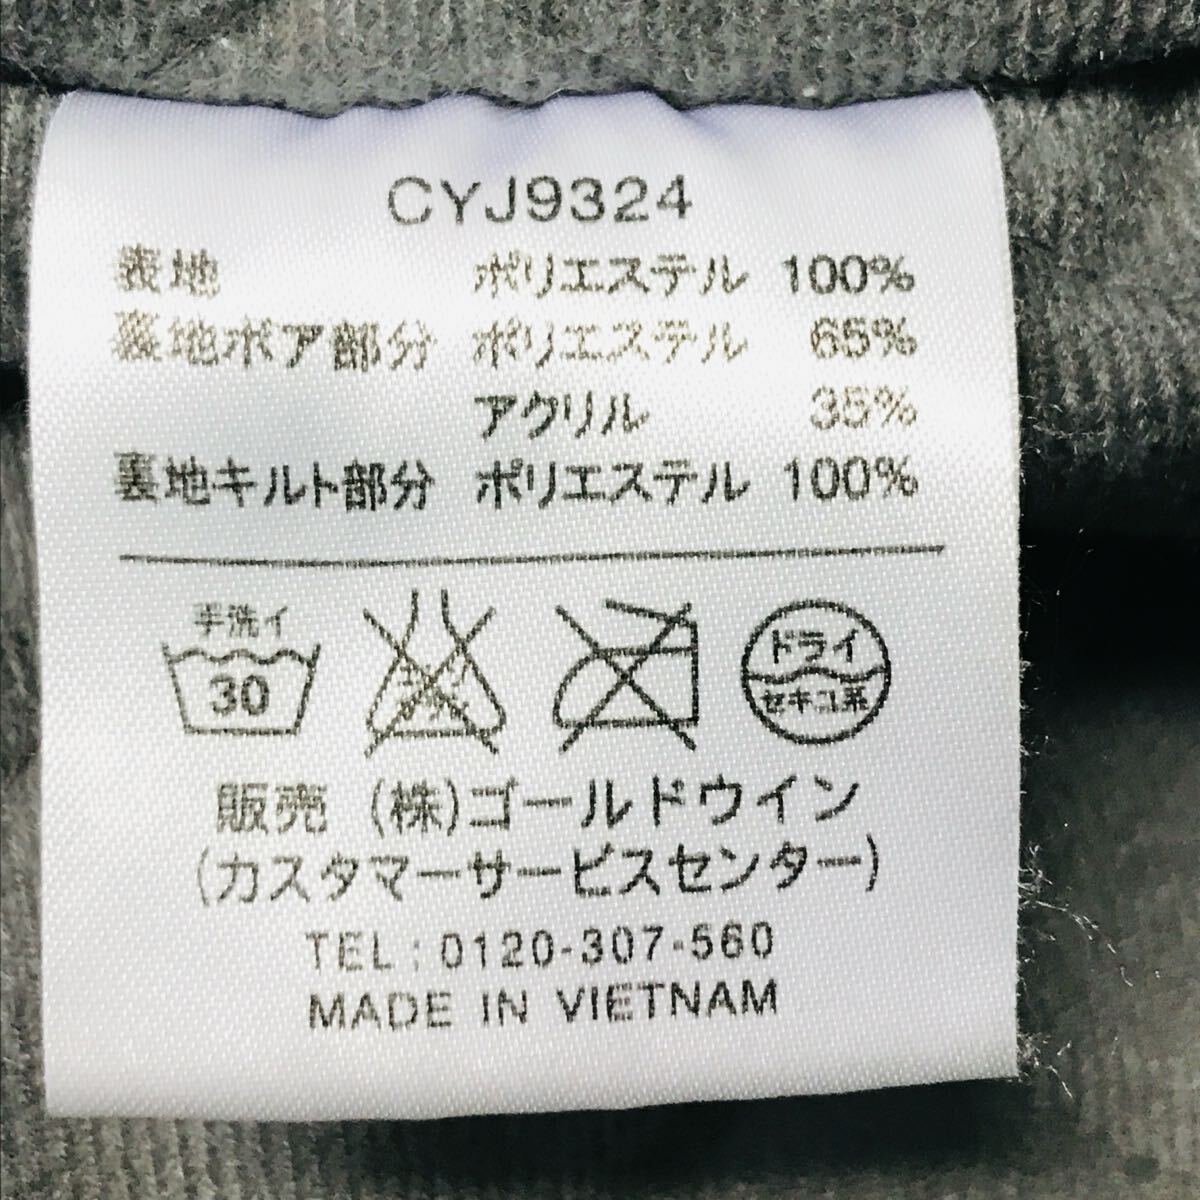 CYJ9324
表地 ポリエステル 100%
裏地ボア部分 ポリエステル 65%
アクリル 35%
裏地キルト部分 ポリエステル 100%
手洗イ
30
ドライ
セキユ系
販売 (株)ゴールドウイン
(カスタマーサービスセンター)
TEL : 0120-307-560
MADE IN VIETNAM